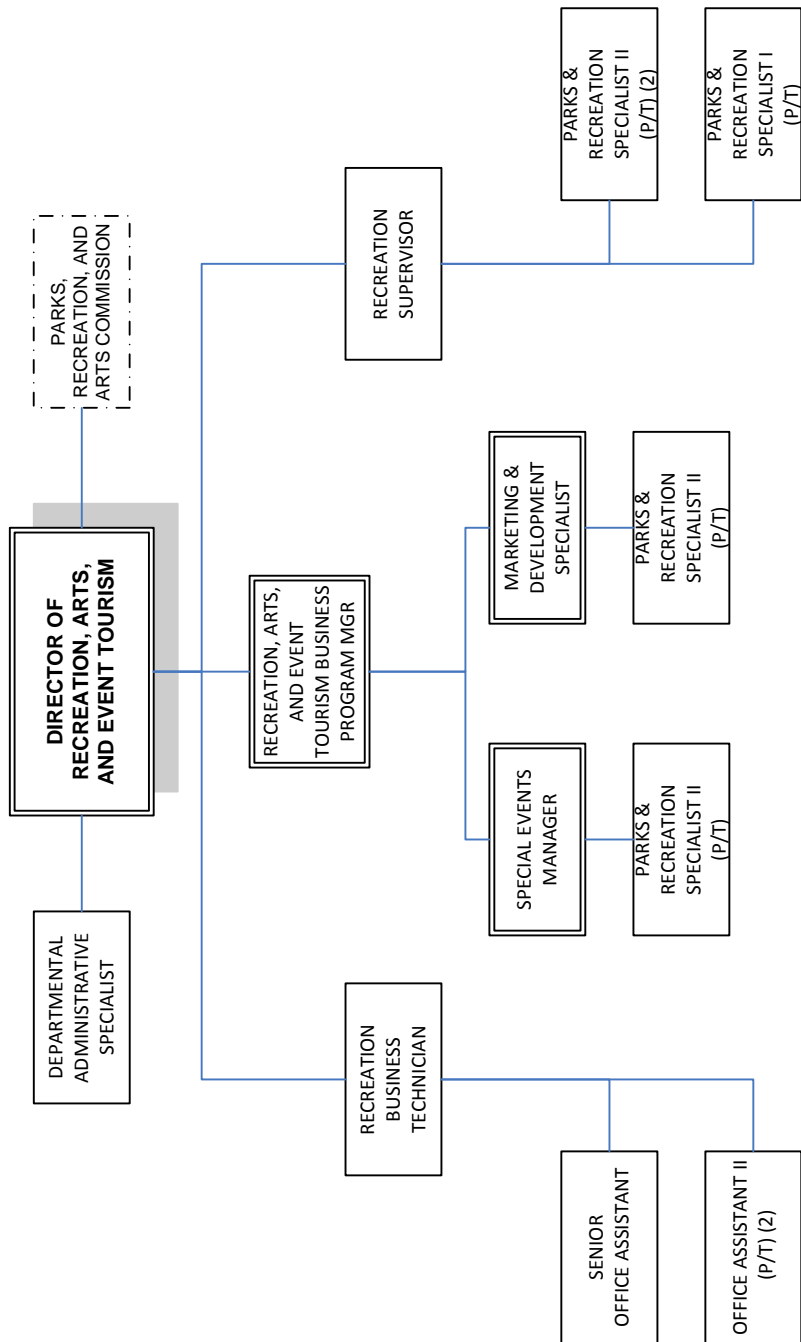 DIRECTOR OF
RECREATION, ARTS,
AND EVENT TOURISM
DEPARTMENTAL
ADMINISTRATIVE
SPECIALIST
PARKS,
RECREATION, AND
ARTS COMMISSION
RECREATION
BUSINESS
TECHNICIAN
SENIOR
OFFICE ASSISTANT
OFFICE ASSISTANT II
(P/T) (2)
RECREATION, ARTS,
AND EVENT
TOURISM BUSINESS
PROGRAM MGR
SPECIAL EVENTS
MANAGER
PARKS &
RECREATION
SPECIALIST II
(P/T)
MARKETING &
DEVELOPMENT
SPECIALIST
PARKS &
RECREATION
SPECIALIST II
(P/T)
RECREATION
SUPERVISOR
PARKS &
RECREATION
SPECIALIST II
(P/T) (2)
PARKS &
RECREATION
SPECIALIST I
(P/T)